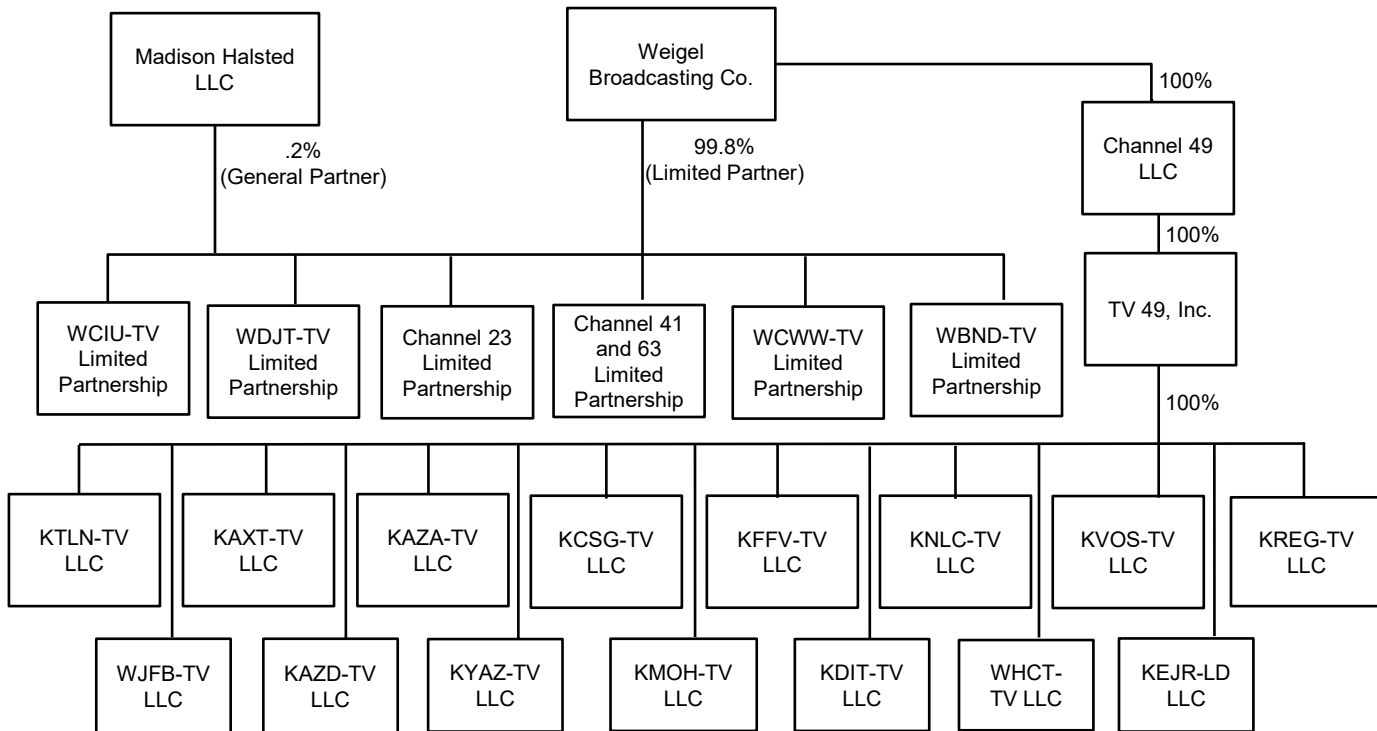 Madison Halsted
LLC
Weigel
Broadcasting Co.
100%
Channel 49
LLC
.2%
(General Partner)
99.8%
(Limited Partner)
100%
TV 49, Inc.
WCIU-TV
Limited
Partnership
WDJT-TV
Limited
Partnership
Channel 23
Limited
Partnership
Channel 41
and 63
Limited
Partnership
WCWW-TV
Limited
Partnership
WBND-TV
Limited
Partnership
100%
KTLN-TV
LLC
KAXT-TV
LLC
KAZA-TV
LLC
KCSG-TV
LLC
KFFV-TV
LLC
KNLC-TV
LLC
KVOS-TV
LLC
KREG-TV
LLC
WJFB-TV
LLC
KAZD-TV
LLC
KYAZ-TV
LLC
KMOH-TV
LLC
KDIT-TV
LLC
WHCT-
TV LLC
KEJR-LD
LLC